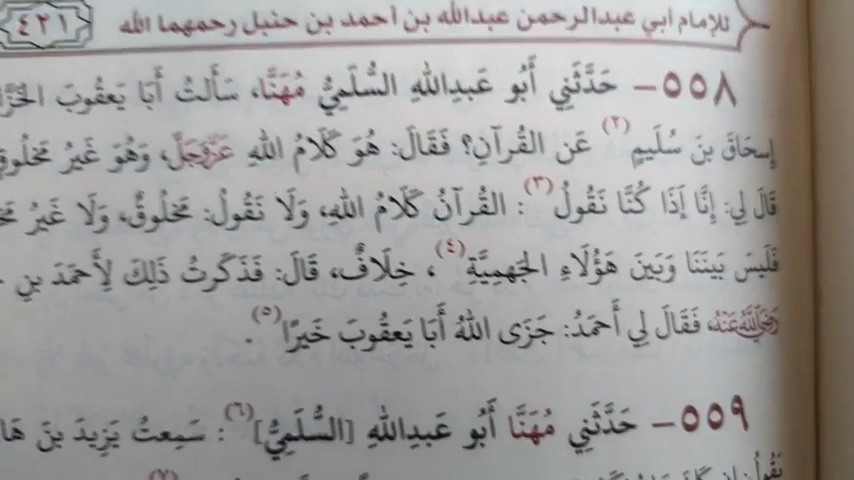 ٤٢١
للإمام أبي عبدالرحمن عبدالله بن أحمد بن حنبل رحمهما الله
٥٥٨- حَدَّثَنِي أَبُو عَبدِاللهِ السُّلَمِيُّ مُهَنَّا، سَأَلتُ أَبَا يَعقُوبَ
إِسحَاقَ بنَ سُلَيمٍ (٢) عَن القُرآنِ؟ فَقَالَ: هُوَ كَلَامُ اللهِ عَزَّوَجَلَّ، وَهُوَ غَيرُ
قَالَ لِي: إِنَّا إِذَا كُنَّا نَقُولُ (٣): القُرآنُ كَلَامُ اللهِ، وَلَا نَقُولُ: مَخلُوقٌ، وَلَا غَيرُ
فَلَيسَ بَينَنَا وَبَينَ هَؤُلَاءِ الجَهمِيَّةِ (٤)، خِلَافٌ، قَالَ: فَذَكَرتُ ذَلِكَ لِأَحمَدَ بنِ
رَضِيَ اللهُ عَنْهُ، فَقَالَ لِي أَحمَدُ: جَزَى اللهُ أَبَا يَعقُوبَ خَيرًا (٥).
٥٥٩- حَدَّثَنِي مُهَنَّا أَبُو عَبدِاللهِ [السُّلَمِيُّ] (٦): سَمِعتُ يَزِيدَ بنَ